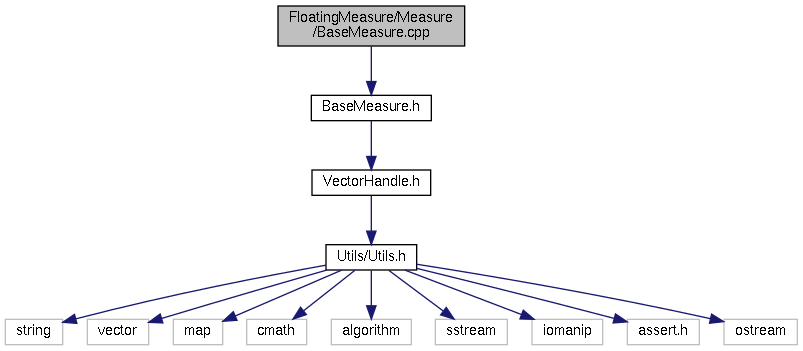 FloatingMeasure/Measure
/BaseMeasure.cpp
BaseMeasure.h
VectorHandle.h
Utils/Utils.h
string
vector
map
cmath
algorithm
sstream
iomanip
assert.h
ostream